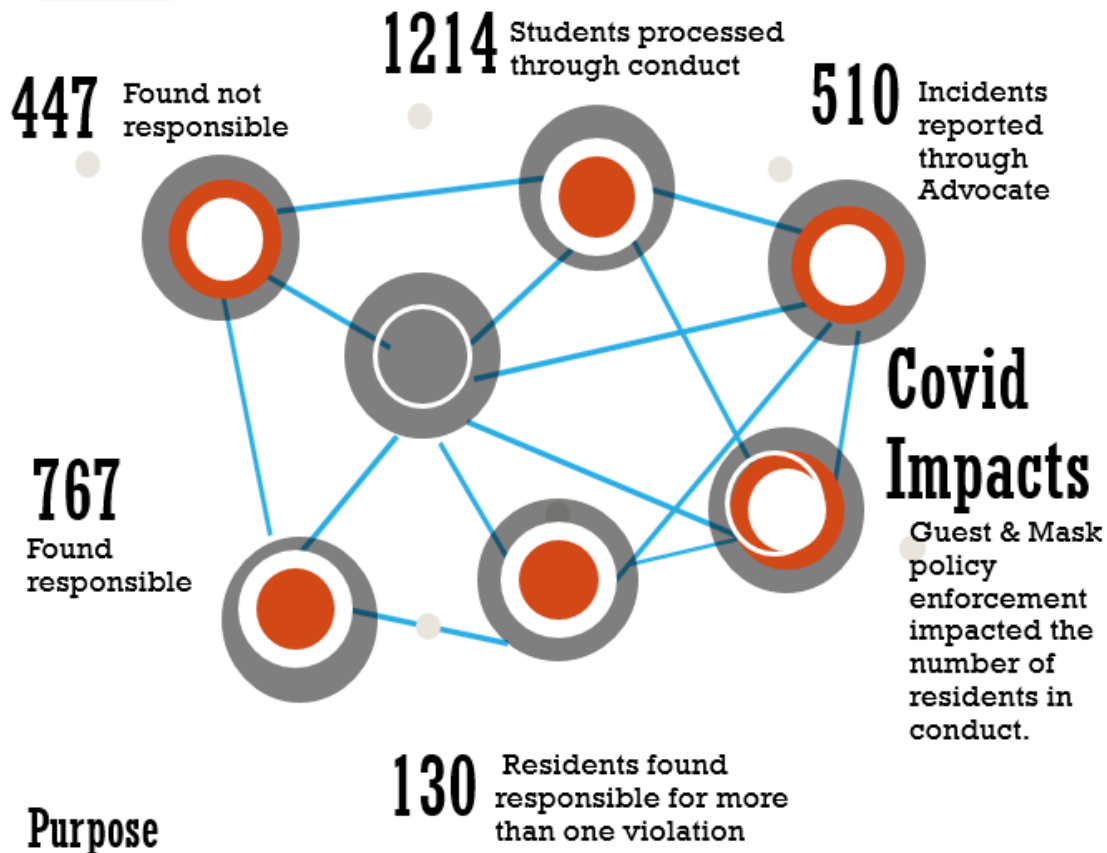 1214
Students processed
through conduct
447
Found not
responsible
510
Incidents
reported
through
Advocate
Covid
Impacts
Guest & Mask
policy
enforcement
impacted the
number of
residents in
conduct.
767
Found
responsible
130
Residents found
responsible for more
than one violation
Purpose